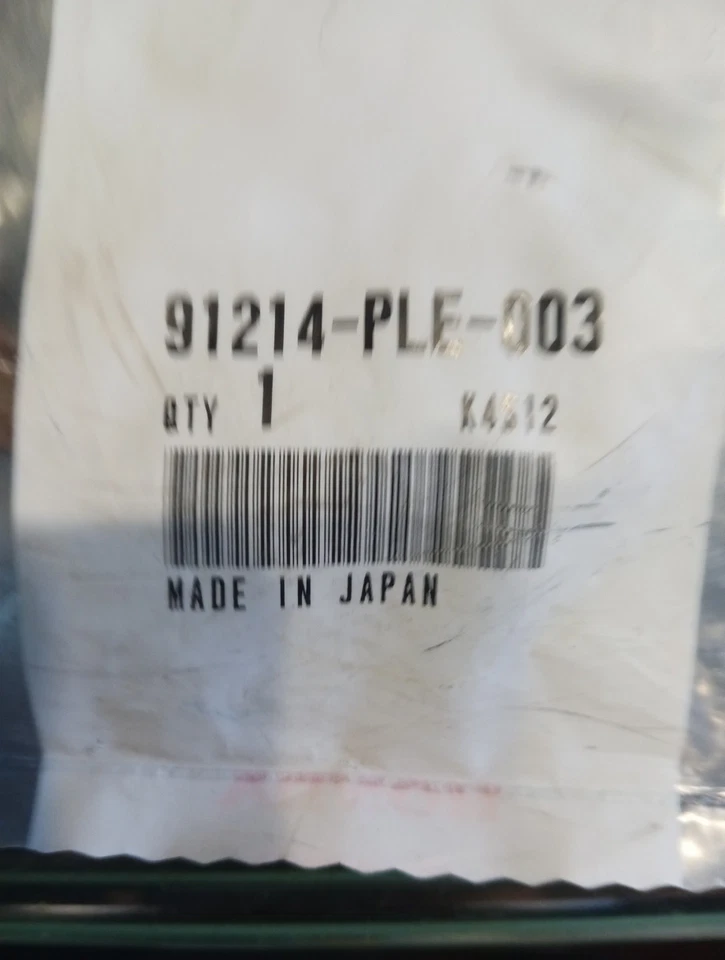 91214-PLE-003
QTY 1
MADE IN JAPAN